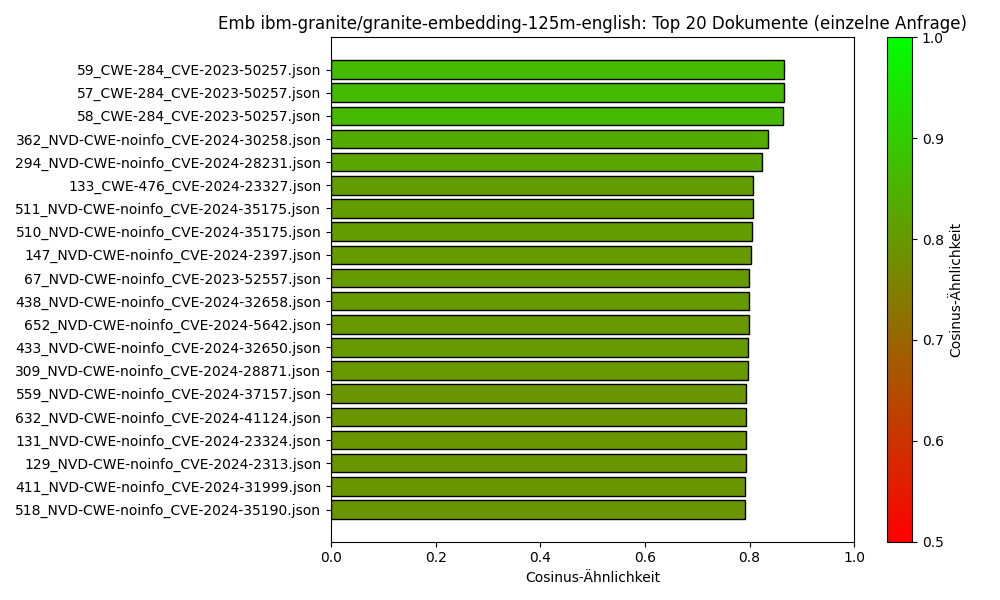 Emb ibm-granite/granite-embedding-125m-english: Top 20 Dokumente (einzelne Anfrage)
59_CWE-284_CVE-2023-50257.json
57_CWE-284_CVE-2023-50257.json
58_CWE-284_CVE-2023-50257.json
362_NVD-CWE-noinfo_CVE-2024-30258.json
294_NVD-CWE-noinfo_CVE-2024-28231.json
133_CWE-476_CVE-2024-23327.json
511_NVD-CWE-noinfo_CVE-2024-35175.json
510_NVD-CWE-noinfo_CVE-2024-35175.json
147_NVD-CWE-noinfo_CVE-2024-2397.json
67_NVD-CWE-noinfo_CVE-2023-52557.json
438_NVD-CWE-noinfo_CVE-2024-32658.json
652_NVD-CWE-noinfo_CVE-2024-5642.json
433_NVD-CWE-noinfo_CVE-2024-32650.json
309_NVD-CWE-noinfo_CVE-2024-28871.json
559_NVD-CWE-noinfo_CVE-2024-37157.json
632_NVD-CWE-noinfo_CVE-2024-41124.json
131_NVD-CWE-noinfo_CVE-2024-23324.json
129_NVD-CWE-noinfo_CVE-2024-2313.json
411_NVD-CWE-noinfo_CVE-2024-31999.json
518_NVD-CWE-noinfo_CVE-2024-35190.json
0.0 0.2 0.4 0.6 0.8 1.0
Cosinus-Ähnlichkeit
1.0
0.9
0.8
0.7
0.6
0.5
Cosinus-Ähnlichkeit